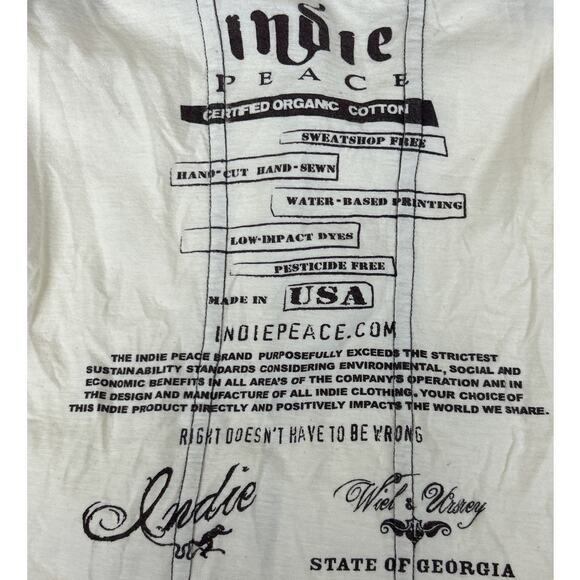 indie
PEACE
CERTIFIED ORGANIC COTTON
SWEATSHOP FREE
HAND-CUT HAND-SEWN
WATER-BASED PRINTING
LOW-IMPACT DYES
PESTICIDE FREE
MADE IN USA
INDIEPEACE.COM
THE INDIE PEACE BRAND PURPOSEFULLY EXCEEDS THE STRICTEST
SUSTAINABILITY STANDARDS CONSIDERING ENVIRONMENTAL, SOCIAL AND
ECONOMIC BENEFITS IN ALL AREA'S OF THE COMPANY'S OPERATION AND IN
THE DESIGN AND MANUFACTURE OF ALL INDIE CLOTHING. YOUR CHOICE OF
THIS INDIE PRODUCT DIRECTLY AND POSITIVELY IMPACTS THE WORLD WE SHARE.
RIGHT DOESN'T HAVE TO BE WRONG
Indie
Wiel & Ursrey
STATE OF GEORGIA